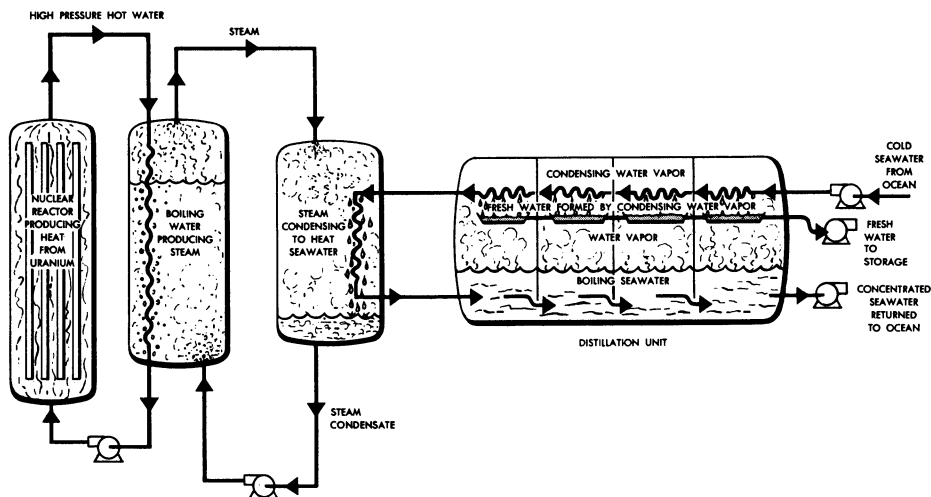 HIGH PRESSURE HOT WATER
STEAM
NUCLEAR
REACTOR
PRODUCING
HEAT
FROM
URANIUM
BOILING
WATER
PRODUCING
STEAM
STEAM
CONDENSING
TO HEAT
SEAWATER
STEAM
CONDENSATE
CONDENSING WATER VAPOR
FRESH WATER FORMED BY CONDENSING WATER VAPOR
WATER VAPOR
BOILING SEAWATER
DISTILLATION UNIT
COLD
SEAWATER
FROM
OCEAN
FRESH
WATER
TO
STORAGE
CONCENTRATED
SEAWATER
RETURNED
TO OCEAN